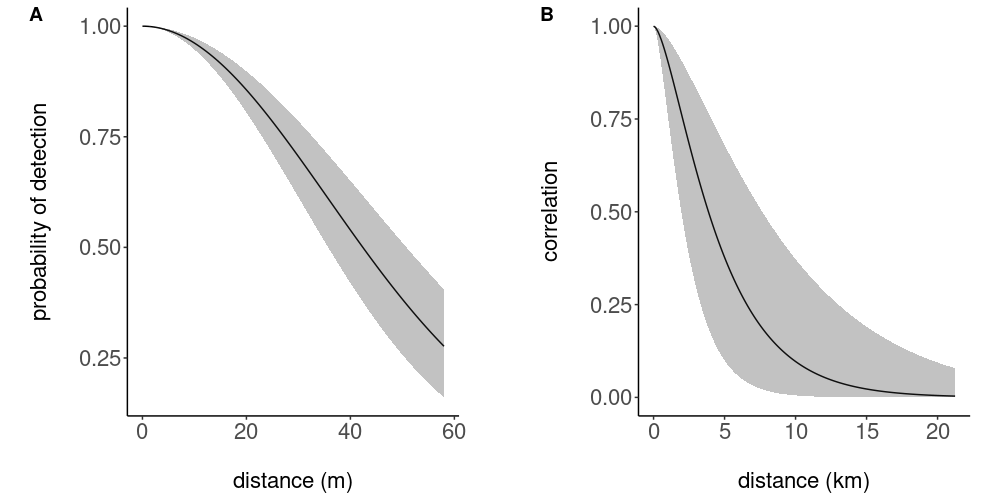 A
probability of detection
1.00
0.75
0.50
0.25
0 20 40 60
distance (m)
B
correlation
1.00
0.75
0.50
0.25
0.00
0 5 10 15 20
distance (km)